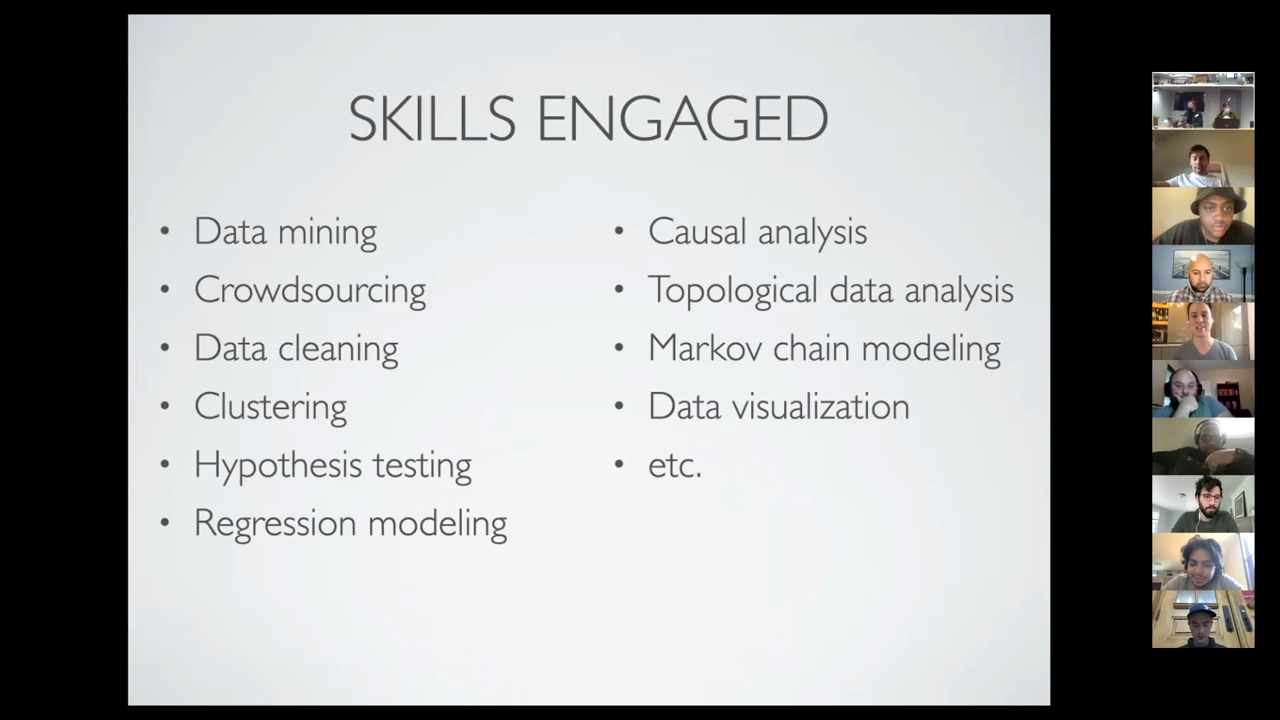 SKILLS ENGAGED
• Data mining
• Crowdsourcing
• Data cleaning
• Clustering
• Hypothesis testing
• Regression modeling
• Causal analysis
• Topological data analysis
• Markov chain modeling
• Data visualization
• etc.